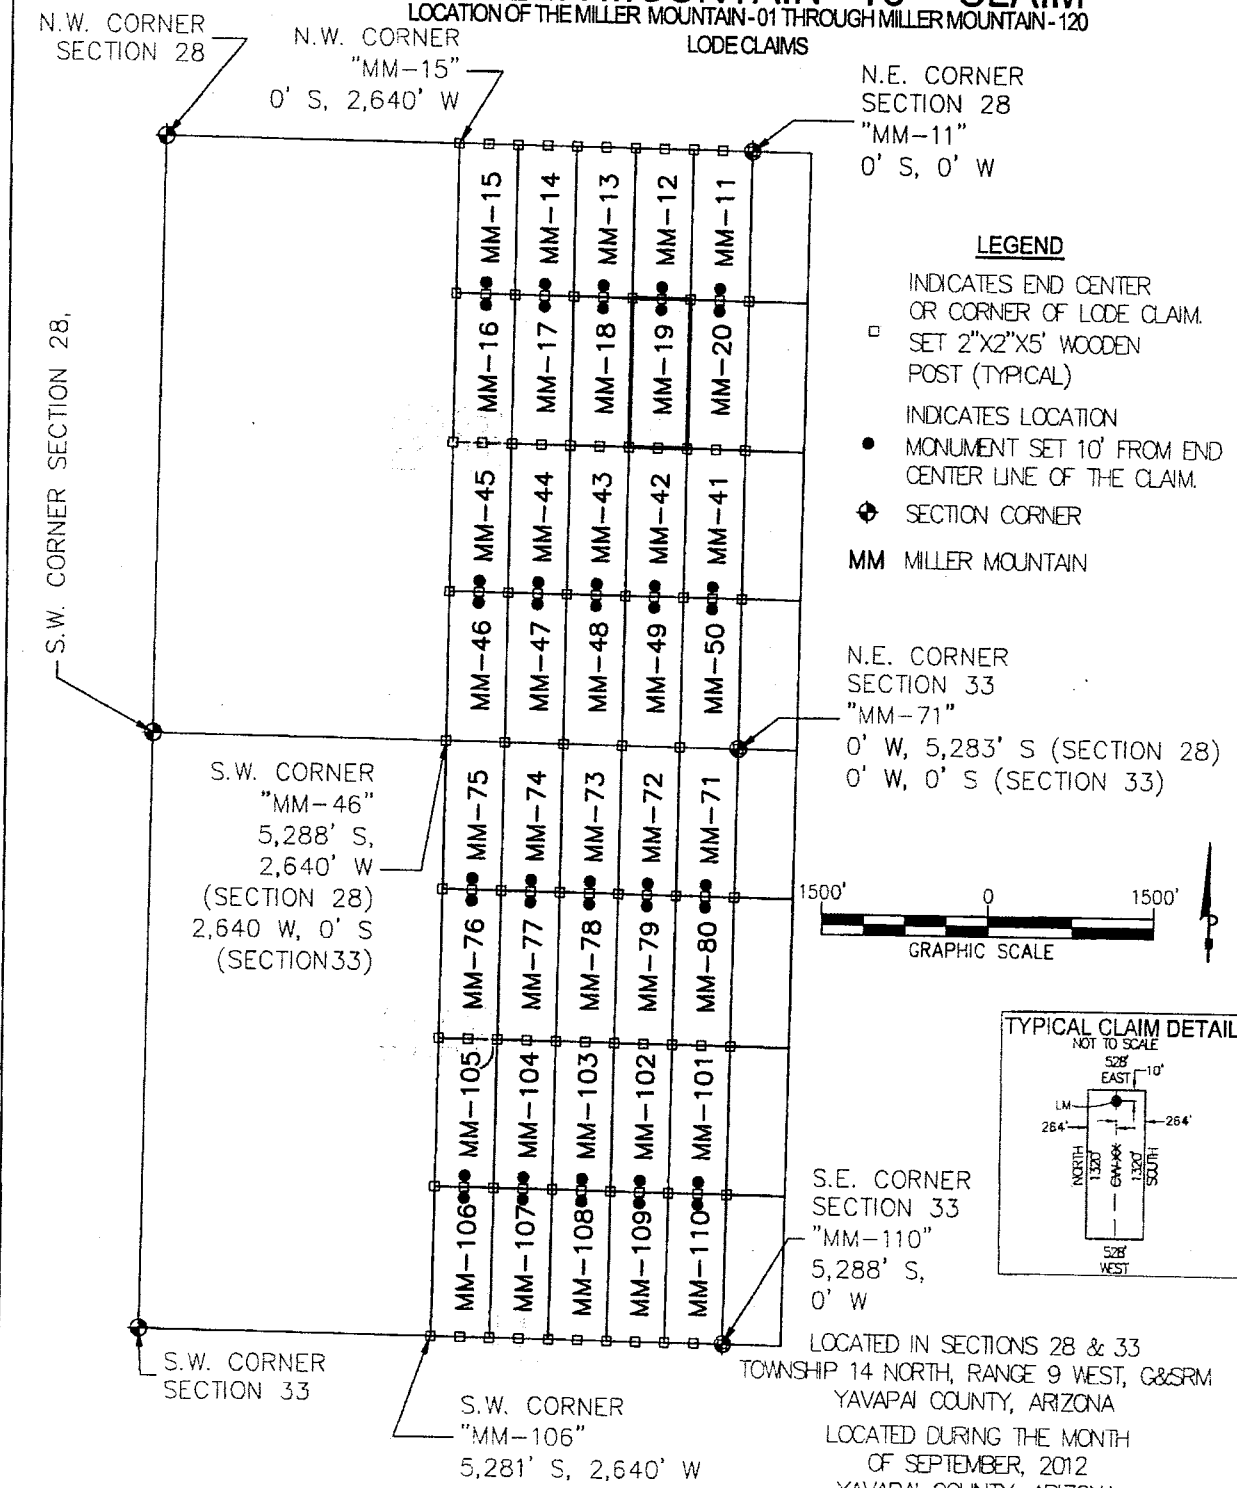 LOCATION OF THE MILLER MOUNTAIN-01 THROUGH MILLER MOUNTAIN-120
LODE CLAIMS
N.W. CORNER
SECTION 28
N.W. CORNER
"MM-15"
0' S, 2,640' W
N.E. CORNER
SECTION 28
"MM-11"
0' S, 0' W
MM-15
MM-14
MM-13
MM-12
MM-11
MM-16
MM-17
MM-18
MM-19
MM-20
MM-45
MM-44
MM-43
MM-42
MM-41
MM-46
MM-47
MM-48
MM-49
MM-50
MM-75
MM-74
MM-73
MM-72
MM-71
MM-76
MM-77
MM-78
MM-79
MM-80
MM-105
MM-104
MM-103
MM-102
MM-101
MM-106
MM-107
MM-108
MM-109
MM-110
LEGEND
INDICATES END CENTER
OR CORNER OF LODE CLAIM.
SET 2"X2"X5' WOODEN
POST (TYPICAL)
INDICATES LOCATION
MONUMENT SET 10' FROM END
CENTER LINE OF THE CLAIM.
SECTION CORNER
MM MILLER MOUNTAIN
S.W. CORNER SECTION 28,
N.E. CORNER
SECTION 33
"MM-71"
0' W, 5,283' S (SECTION 28)
0' W, 0' S (SECTION 33)
S.W. CORNER
"MM-46"
5,288' S,
2,640' W
(SECTION 28)
2,640 W, 0' S
(SECTION33)
1500' 0 1500'
GRAPHIC SCALE
TYPICAL CLAIM DETAIL
NOT TO SCALE
528'
EAST
10'
LM
264'
264'
NORTH
1320'
1320'
SOUTH
528'
WEST
S.E. CORNER
SECTION 33
"MM-110"
5,288' S,
0' W
S.W. CORNER
SECTION 33
S.W. CORNER
"MM-106"
5,281' S, 2,640' W
LOCATED IN SECTIONS 28 & 33
TOWNSHIP 14 NORTH, RANGE 9 WEST, G&SRM
YAVAPAI COUNTY, ARIZONA
LOCATED DURING THE MONTH
OF SEPTEMBER, 2012
YAVAPAI COUNTY, ARIZONA